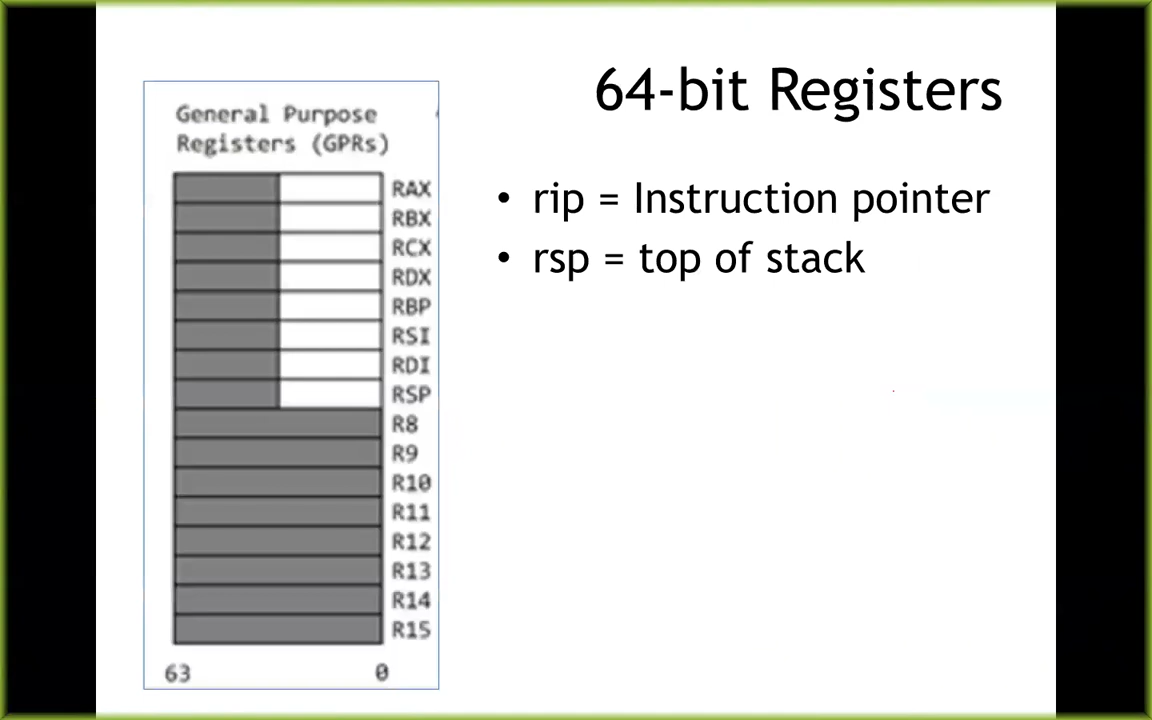 64-bit Registers
General Purpose
Registers (GPRs)
RAX
RBX
RCX
RDX
RBP
RSI
RDI
RSP
R8
R9
R10
R11
R12
R13
R14
R15
63 0
• rip = Instruction pointer
• rsp = top of stack